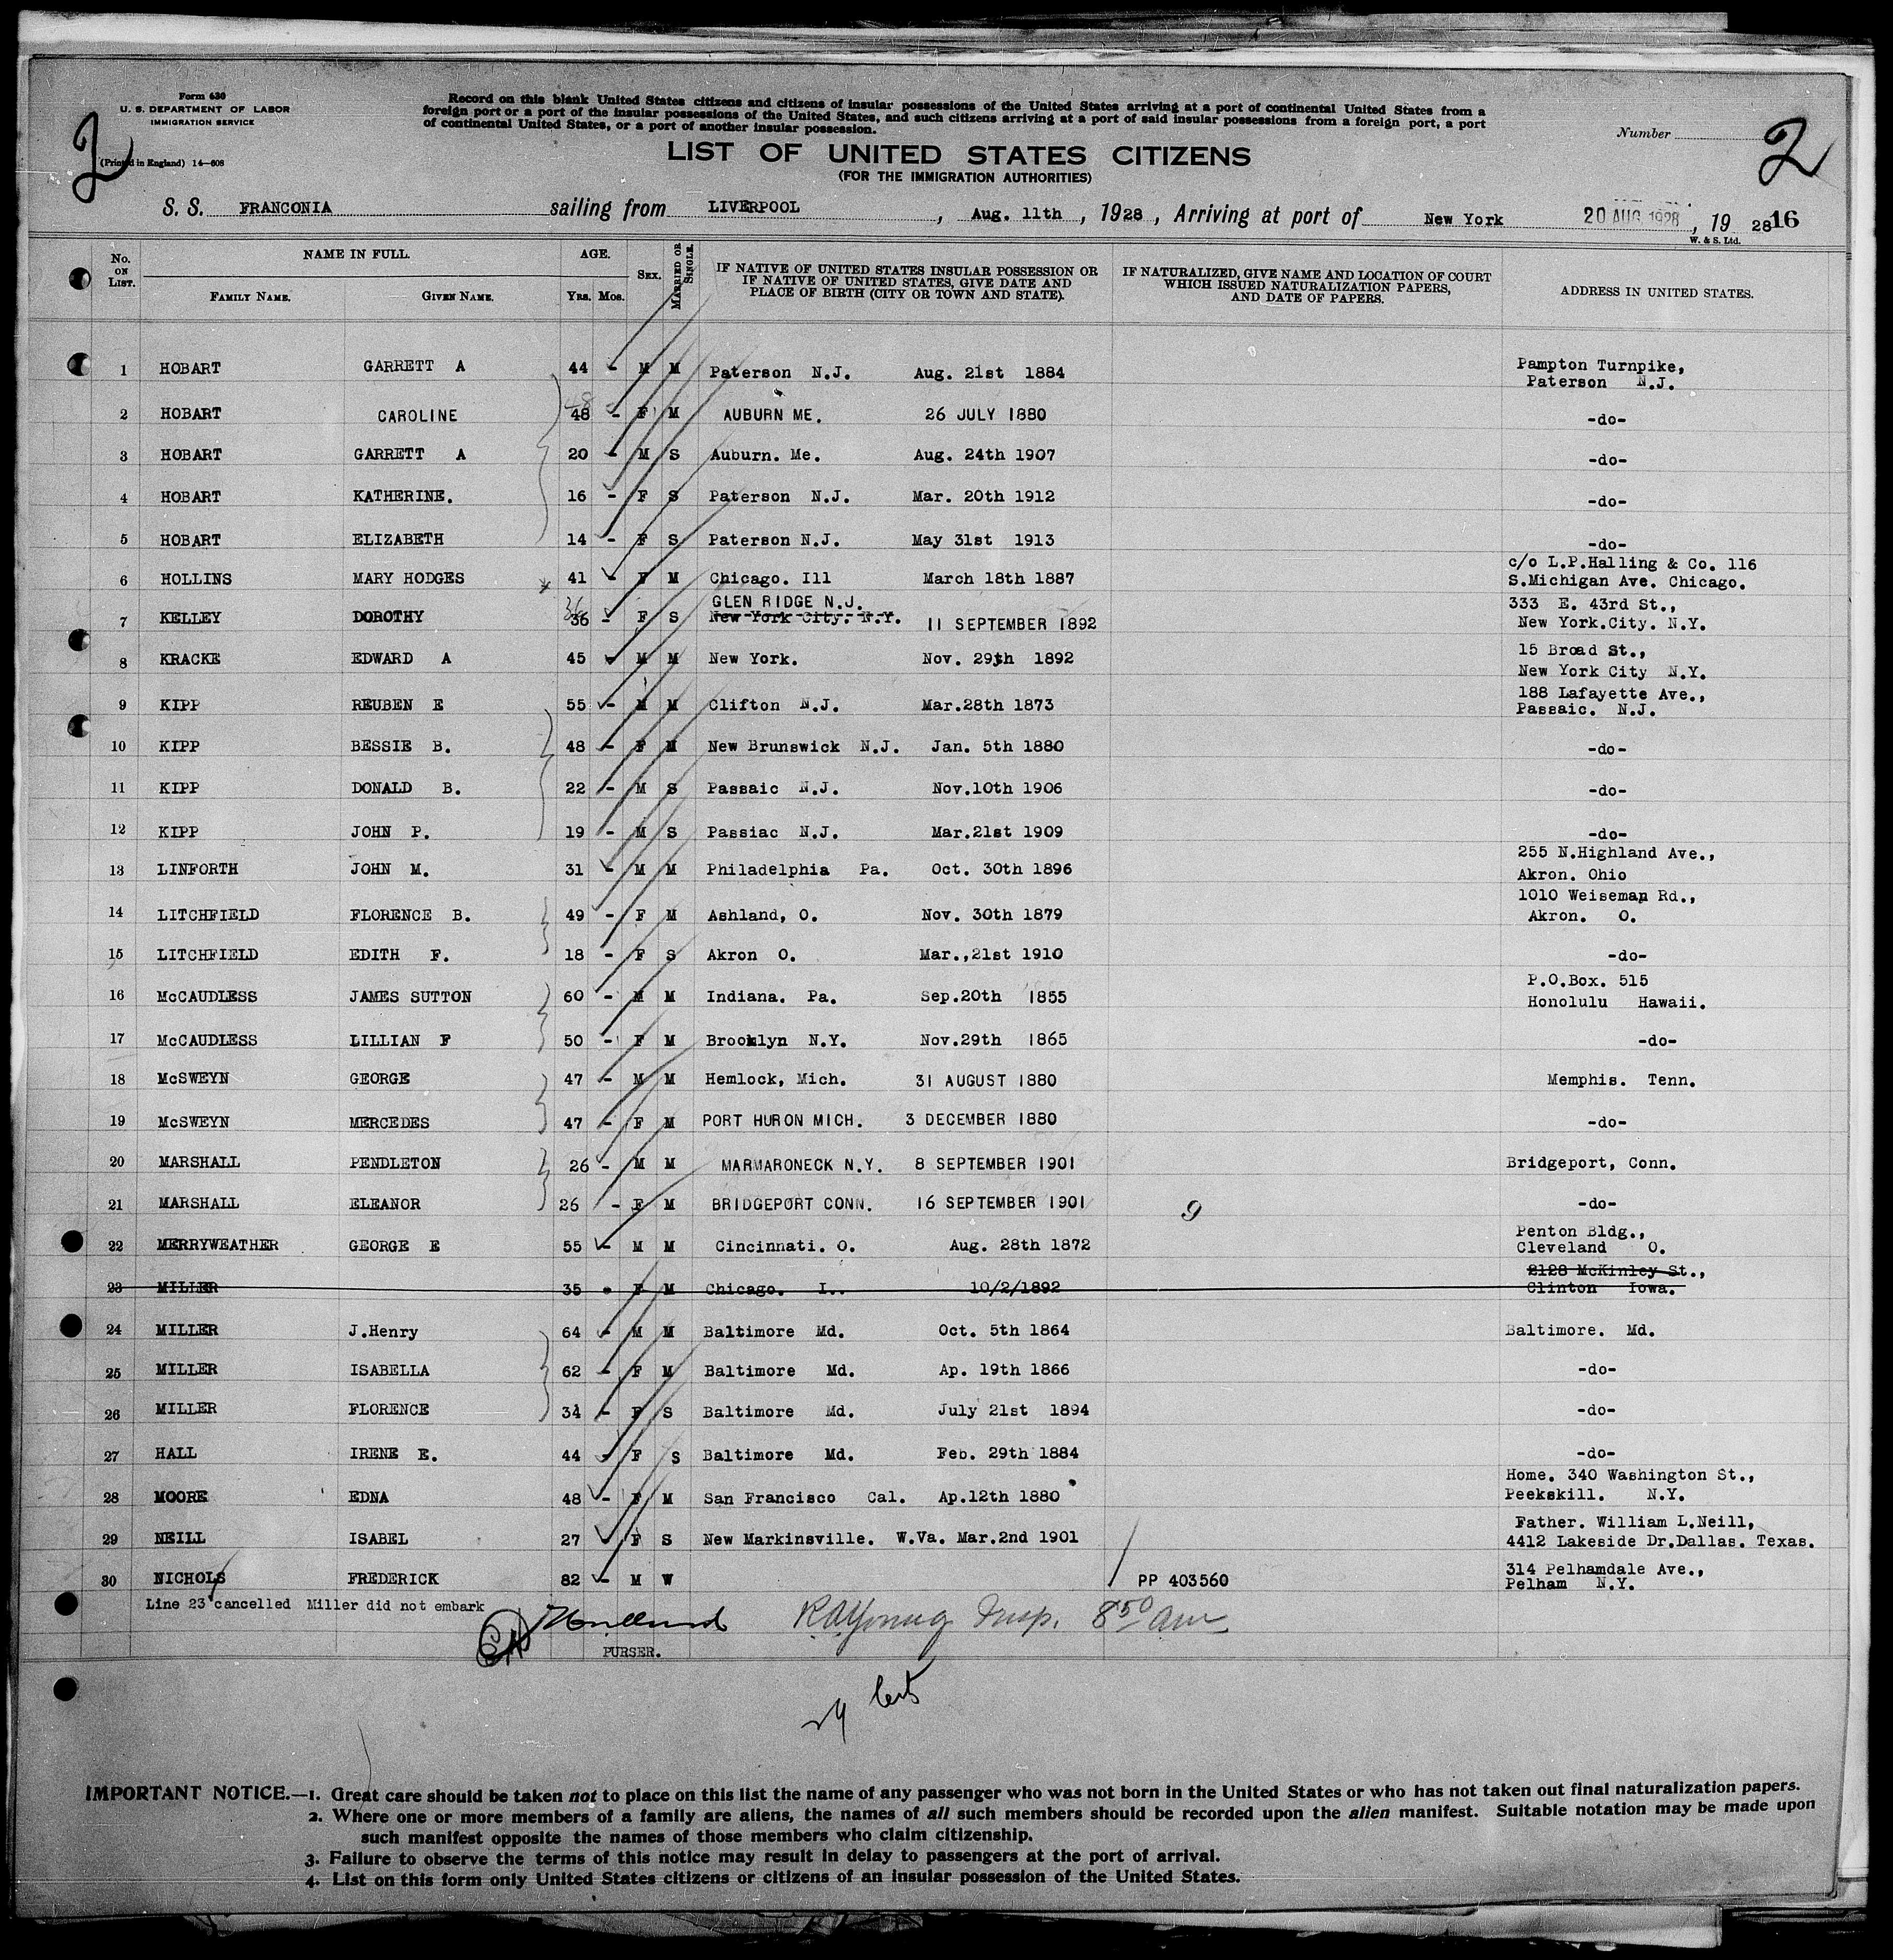 Form 630
U. S. DEPARTMENT OF LABOR
IMMIGRATION SERVICE
(Printed in England) 14—608
2
Record on this blank United States citizens and citizens of insular possessions of the United States arriving at a port of continental United States from a
foreign port or a port of the insular possessions of the United States, and such citizens arriving at a port of said insular possessions from a foreign port, a port
of continental United States, or a port of another insular possession.
Number
2
LIST OF UNITED STATES CITIZENS
(FOR THE IMMIGRATION AUTHORITIES)
S. S. FRANCONIA sailing from LIVERPOOL, Aug. 11th, 1928, Arriving at port of New York 20 AUG 1928, 19 28 16
W. & S. Ltd.
No. ON LIST. NAME IN FULL. FAMILY NAME. GIVEN NAME. AGE. YRS. MOS. SEX. MARRIED OR SINGLE. IF NATIVE OF UNITED STATES INSULAR POSSESSION OR IF NATIVE OF UNITED STATES, GIVE DATE AND PLACE OF BIRTH (CITY OR TOWN AND STATE). IF NATURALIZED, GIVE NAME AND LOCATION OF COURT WHICH ISSUED NATURALIZATION PAPERS, AND DATE OF PAPERS. ADDRESS IN UNITED STATES.
1 HOBART GARRETT A 44 - M M Paterson N.J. Aug. 21st 1884 Pampton Turnpike,
Paterson N.J.
2 HOBART CAROLINE 48 48 - F M AUBURN ME. 26 JULY 1880 -do-
3 HOBART GARRETT A 20 - M S Auburn. Me. Aug. 24th 1907 -do-
4 HOBART KATHERINE. 16 - F S Paterson N.J. Mar. 20th 1912 -do-
5 HOBART ELIZABETH 14 - F S Paterson N.J. May 31st 1913 -do-
6 HOLLINS MARY HODGES 41 - F M Chicago. Ill March 18th 1887 c/o L.P.Halling & Co. 116
S.Michigan Ave. Chicago.
7 KELLEY DOROTHY 36 36 - F S GLEN RIDGE N.J. New York City. N.Y. 11 SEPTEMBER 1892 333 E. 43rd St.,
New York.City. N.Y.
8 KRACKE EDWARD A 45 - M M New York. Nov. 29th 1892 15 Broad St.,
New York City N.Y.
9 KIPP REUBEN E 55 - M M Clifton N.J. Mar.28th 1873 188 Lafayette Ave.,
Passaic. N.J.
10 KIPP BESSIE B. 48 - F M New Brunswick N.J. Jan. 5th 1880 -do-
11 KIPP DONALD B. 22 - M S Passaic N.J. Nov.10th 1906 -do-
12 KIPP JOHN P. 19 - M S Passiac N.J. Mar.21st 1909 -do-
13 LINFORTH JOHN M. 31 - M M Philadelphia Pa. Oct. 30th 1896 255 N.Highland Ave.,
Akron. Ohio
14 LITCHFIELD FLORENCE B. 49 - F M Ashland, O. Nov. 30th 1879 1010 Weiseman Rd.,
Akron. O.
15 LITCHFIELD EDITH F. 18 - F S Akron O. Mar.,21st 1910 -do-
16 McCAUDLESS JAMES SUTTON 60 - M M Indiana. Pa. Sep.20th 1855 P.O.Box. 515
Honolulu Hawaii.
17 McCAUDLESS LILLIAN F 50 - F M Brooklyn N.Y. Nov.29th 1865 -do-
18 McSWEYN GEORGE 47 - M M Hemlock, Mich. 31 AUGUST 1880 Memphis. Tenn.
19 McSWEYN MERCEDES 47 - F M PORT HURON MICH. 3 DECEMBER 1880 -do-
20 MARSHALL PENDLETON 26 - M M MARMARONECK N.Y. 8 SEPTEMBER 1901 Bridgeport, Conn.
21 MARSHALL ELEANOR 26 - F M BRIDGEPORT CONN. 16 SEPTEMBER 1901 9 -do-
22 MERRYWEATHER GEORGE E 55 - M M Cincinnati. O. Aug. 28th 1872 Penton Bldg.,
Cleveland O.
23 MILLER 35 F M Chicago. I.. 10/2/1892 2128 McKinley St.,
Clinton Iowa.
24 MILLER J.Henry 64 - M M Baltimore Md. Oct. 5th 1864 Baltimore. Md.
25 MILLER ISABELLA 62 - F M Baltimore Md. Ap. 19th 1866 -do-
26 MILLER FLORENCE 34 - F S Baltimore Md. July 21st 1894 -do-
27 HALL IRENE E. 44 - F S Baltimore Md. Feb. 29th 1884 -do-
28 MOORE EDNA 48 - F M San Francisco Cal. Ap.12th 1880 Home. 340 Washington St.,
Peekskill. N.Y.
29 NEILL ISABEL 27 F S New Markinsville. W.Va. Mar.2nd 1901 Father. William L.Neill,
4412 Lakeside Dr.Dallas. Texas.
30 NICHOLS FREDERICK 82 - M W PP 403560 314 Pelhamdale Ave.,
Pelham N.Y.
Line 23 cancelled Miller did not embark
RAYoung Insp. 8 50 am
PURSER.
29
IMPORTANT NOTICE.—1. Great care should be taken not to place on this list the name of any passenger who was not born in the United States or who has not taken out final naturalization papers.
2. Where one or more members of a family are aliens, the names of all such members should be recorded upon the alien manifest. Suitable notation may be made upon
such manifest opposite the names of those members who claim citizenship.
3. Failure to observe the terms of this notice may result in delay to passengers at the port of arrival.
4. List on this form only United States citizens or citizens of an insular possession of the United States.